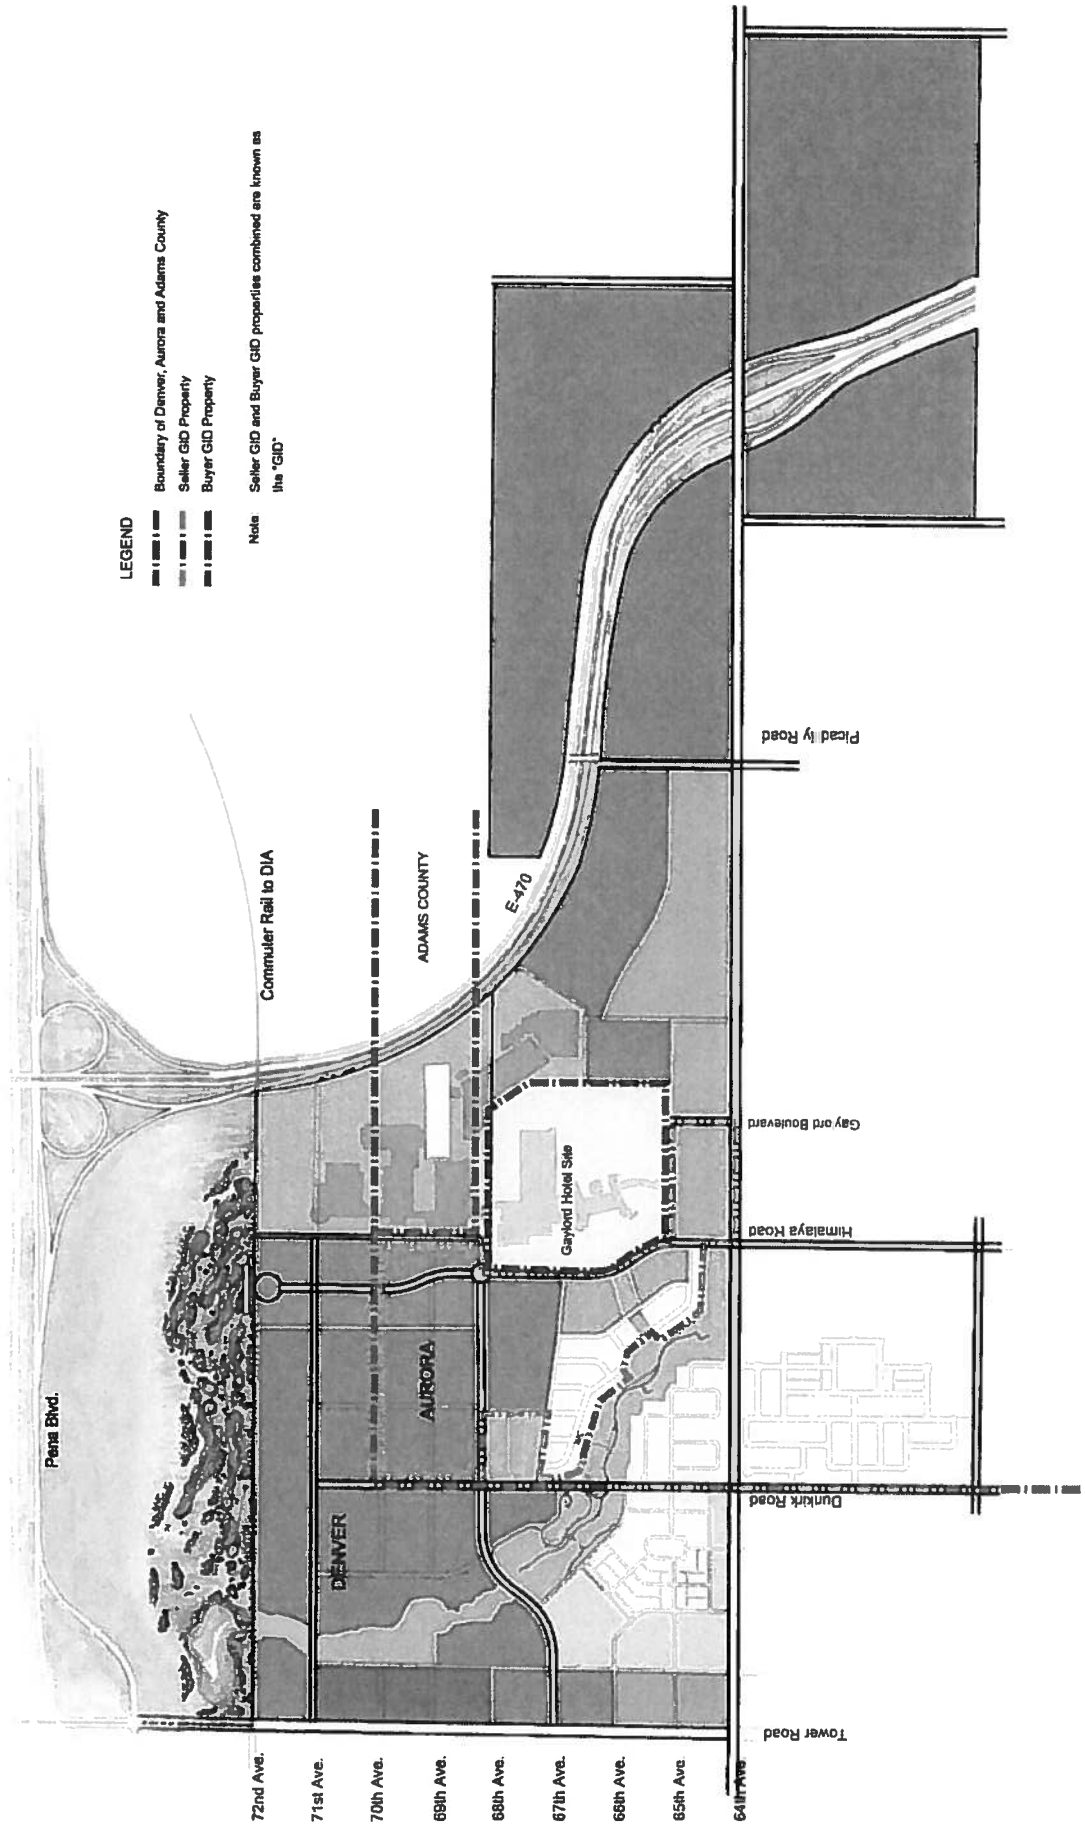 LEGEND
Boundary of Denver, Aurora and Adams County
Seller GID Property
Buyer GID Property
Note: Seller GID and Buyer GID properties combined are known as
the "GID"
Pena Blvd.
Commuter Rail to DIA
ADAMS COUNTY
E-470
AURORA
DENVER
Gaylord Hotel Site
72nd Ave.
71st Ave.
70th Ave.
69th Ave.
68th Ave.
67th Ave.
66th Ave.
65th Ave.
64th Ave.
Tower Road
Dunkirk Road
Himalaya Road
Gaylord Boulevard
Picadilly Road